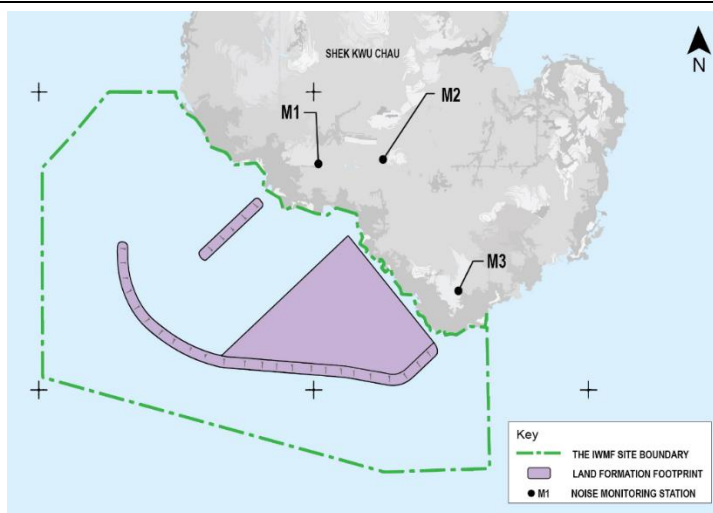 SHEK KWU CHAU
N
M1
M2
M3
Key
THE IWMF SITE BOUNDARY
LAND FORMATION FOOTPRINT
M1 NOISE MONITORING STATION